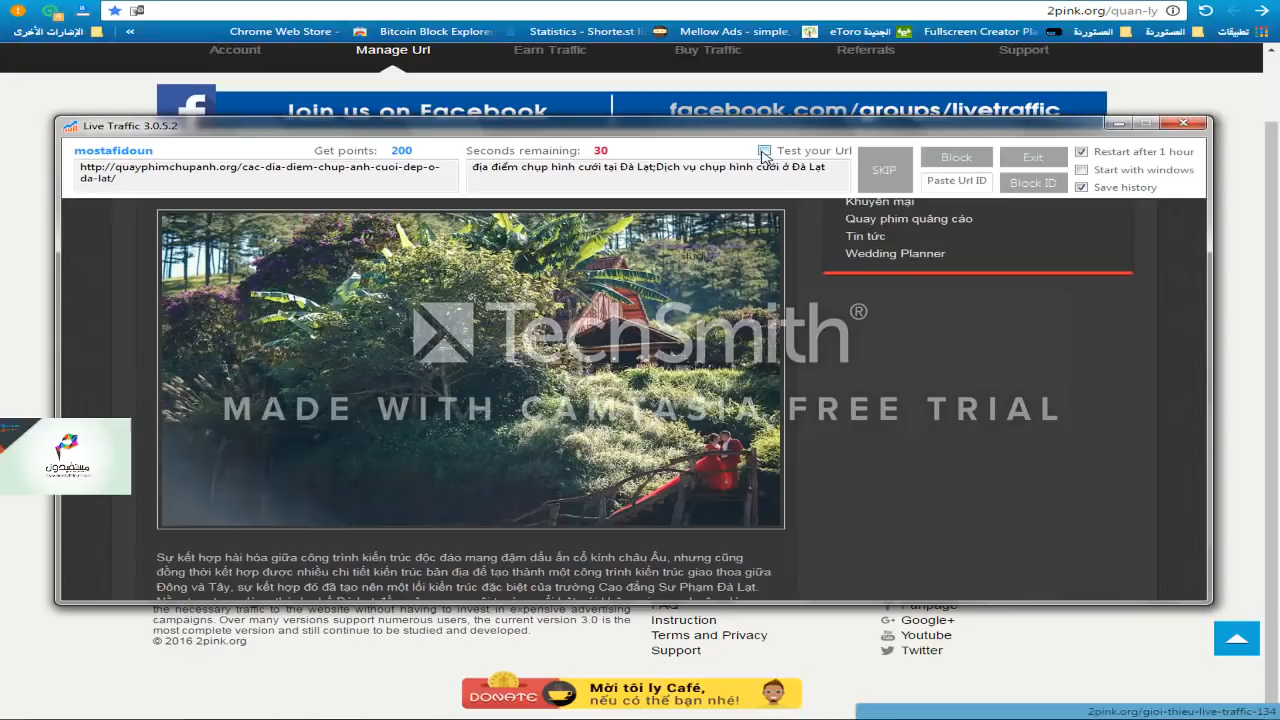 2pink.org/quan-ly
الإشارات الأخرى
«
Chrome Web Store -
Bitcoin Block Explorer
Statistics - Shorte.st li
Mellow Ads - simple,
eToro الجديدة
Fullscreen Creator Pla
المستوردة
المستوردة
تطبيقات
Account
Manage Url
Earn Traffic
Buy Traffic
Referrals
Support
Join us on Facebook
facebook.com/groups/livetraffic
Live Traffic 3.0.5.2
mostafidoun
Get points: 200
Seconds remaining: 30
Test your Url
http://quayphimchupanh.org/cac-dia-diem-chup-anh-cuoi-dep-o-
da-lat/
địa điểm chụp hình cưới tại Đà Lạt;Dịch vụ chụp hình cưới ở Đà Lạt
SKIP
Block
Paste Url ID
Exit
Block ID
Restart after 1 hour
Start with windows
Save history
Khuyến mại
Quay phim quảng cáo
Tin tức
Wedding Planner
TechSmith®
MADE WITH CAMTASIA FREE TRIAL
مستفيدون
Sự kết hợp hài hóa giữa công trình kiến trúc độc đáo mang đậm dấu ấn cổ kính châu Âu, nhưng cũng
đồng thời kết hợp được nhiều chi tiết kiến trúc bản địa để tạo thành một công trình kiến trúc giao thoa giữa
Đông và Tây, sự kết hợp đó đã tạo nên một lối kiến trúc đặc biệt của trường Cao đẳng Sư Phạm Đà Lạt.
the necessary traffic to the website without having to invest in expensive advertising
campaigns. Over many versions support numerous users, the current version 3.0 is the
most complete version and still continue to be studied and developed.
© 2016 2pink.org
FAQ
Instruction
Terms and Privacy
Support
Fanpage
Google+
Youtube
Twitter
DONATE
Mời tôi ly Café,
nếu có thể bạn nhé!
2pink.org/gioi-thieu-live-traffic-134